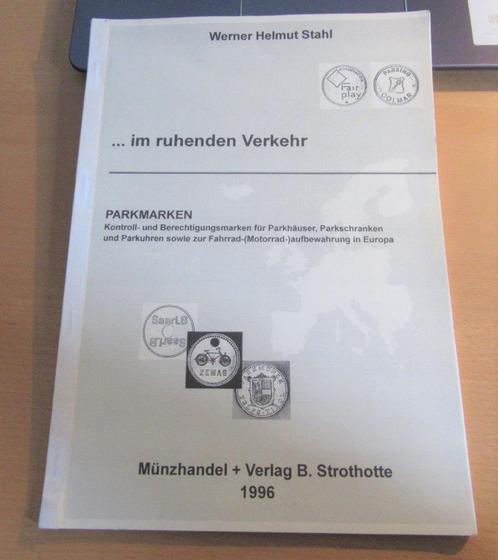 Werner Helmut Stahl
Fair
play
PARKING
COLMAR
... im ruhenden Verkehr
PARKMARKEN
Kontroll- und Berechtigungsmarken für Parkhäuser, Parkschranken
und Parkuhren sowie zur Fahrrad-(Motorrad-)aufbewahrung in Europa
SaarLB
SaarLB
ZEMAG
Münzhandel + Verlag B. Strothotte
1996